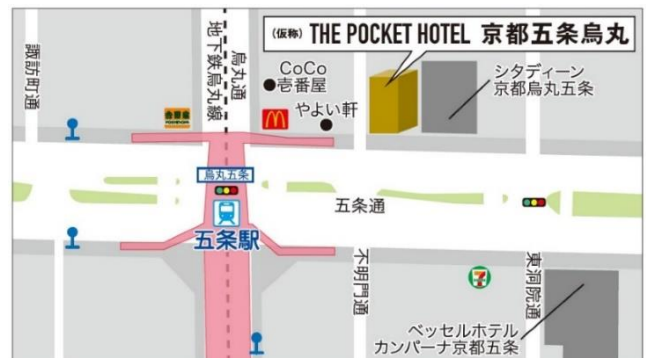 (仮称) THE POCKET HOTEL 京都五条烏丸
諏訪町通
地下鉄烏丸線
烏丸通
CoCo
壱番屋
やよい軒
シタディーン
京都烏丸五条
吉野家
烏丸五条
五条駅
五条通
不明門通
東洞院通
ベッセルホテル
カンパーナ京都五条